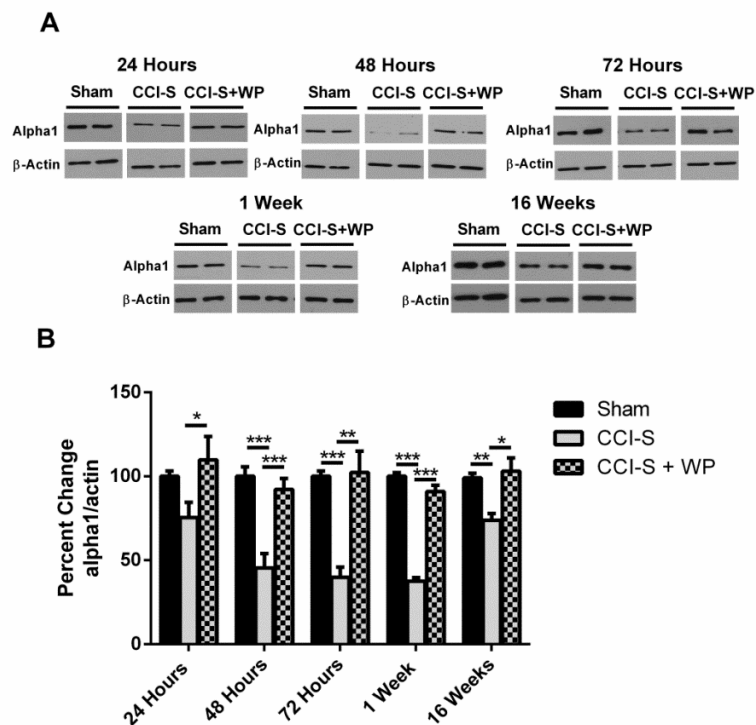 A
24 Hours
Sham CCI-S CCI-S+WP
Alpha1
β-Actin
48 Hours
Sham CCI-S CCI-S+WP
Alpha1
β-Actin
72 Hours
Sham CCI-S CCI-S+WP
Alpha1
β-Actin
1 Week
Sham CCI-S CCI-S+WP
Alpha1
β-Actin
16 Weeks
Sham CCI-S CCI-S+WP
Alpha1
β-Actin
B
Percent Change
alpha1/actin
150
100
50
0
*
***
***
***
**
***
***
**
*
24 Hours
48 Hours
72 Hours
1 Week
16 Weeks
Sham
CCI-S
CCI-S + WP